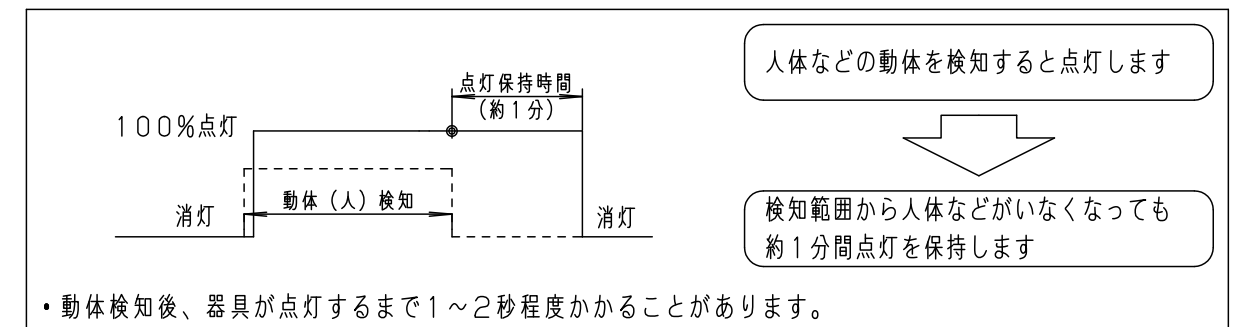 点灯保持時間
(約1分)
100%点灯
動体(人)検知
消灯
消灯
人体などの動体を検知すると点灯します
検知範囲から人体などがいなくなっても
約1分間点灯を保持します
・動体検知後、器具が点灯するまで1~2秒程度かかることがあります。